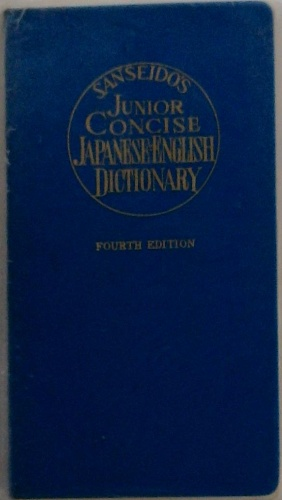 SANSEIDO'S
JUNIOR
CONCISE
JAPANESE-ENGLISH
DICTIONARY
FOURTH EDITION